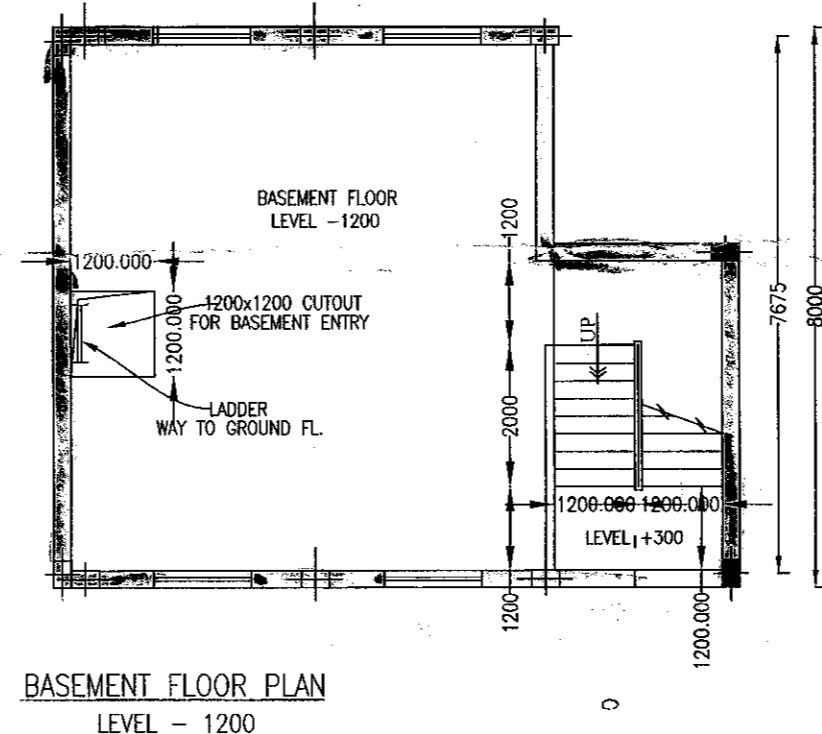 BASEMENT FLOOR
LEVEL -1200
1200
1200.000
1200x1200 CUTOUT
FOR BASEMENT ENTRY
1200.000
7675
8000
UP
LADDER
WAY TO GROUND FL.
2000
1200.000 1200.000
LEVEL +300
1200
1200.000
BASEMENT FLOOR PLAN
LEVEL - 1200